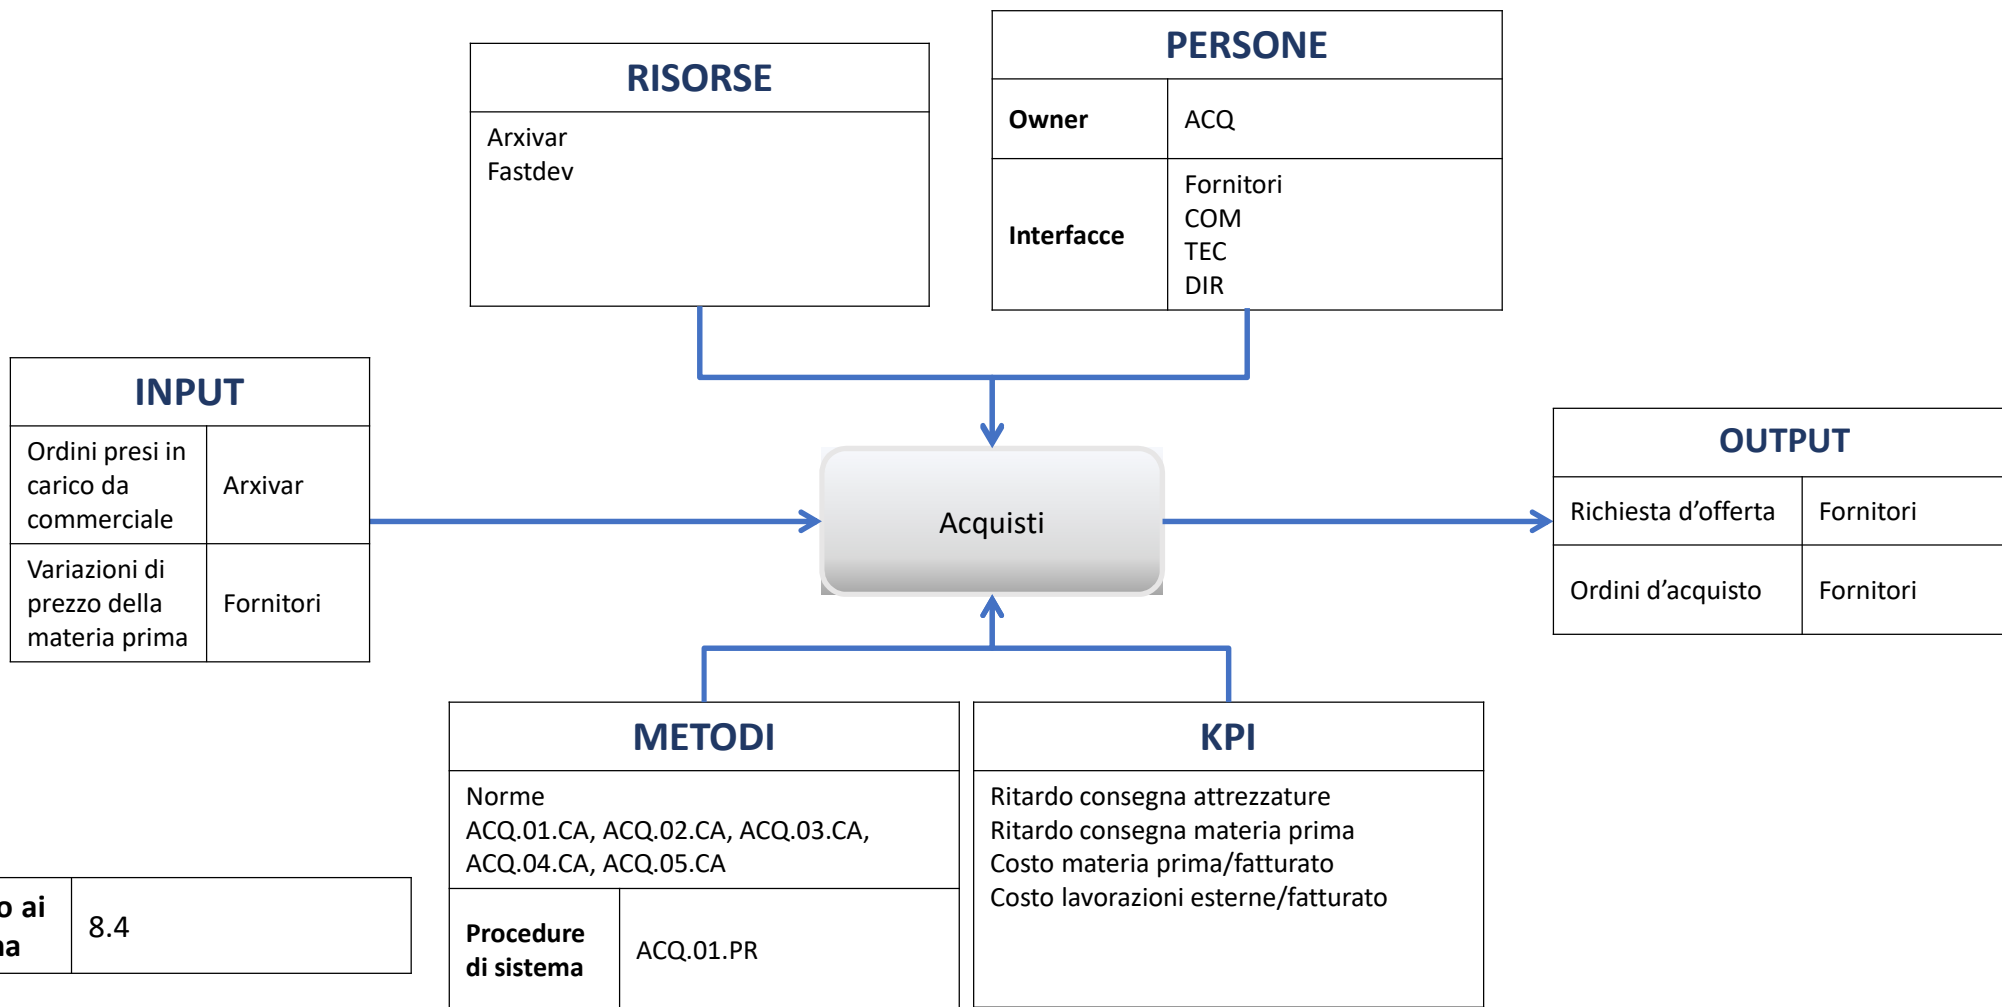 RISORSE
Arxivar
Fastdev
PERSONE
Owner
ACQ
Interfacce
Fornitori
COM
TEC
DIR
INPUT
Ordini presi in
carico da
commerciale
Arxivar
Variazioni di
prezzo della
materia prima
Fornitori
Acquisti
OUTPUT
Richiesta d’offerta
Fornitori
Ordini d’acquisto
Fornitori
METODI
Norme
ACQ.01.CA, ACQ.02.CA, ACQ.03.CA,
ACQ.04.CA, ACQ.05.CA
Procedure
di sistema
ACQ.01.PR
KPI
Ritardo consegna attrezzature
Ritardo consegna materia prima
Costo materia prima/fatturato
Costo lavorazioni esterne/fatturato
ai
8.4